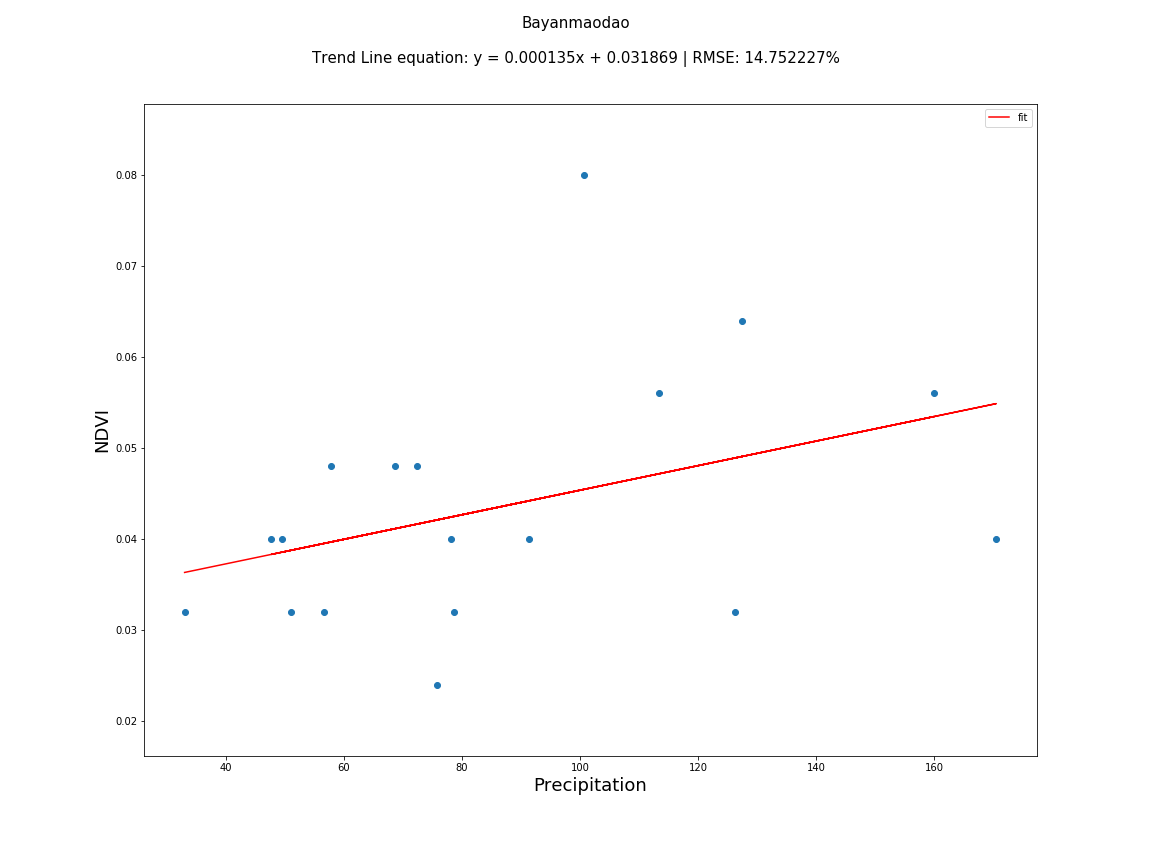 Bayanmaodao
Trend Line equation: y = 0.000135x + 0.031869 | RMSE: 14.752227%
fit
0.08
0.07
0.06
0.05
0.04
0.03
0.02
NDVI
40 60 80 100 120 140 160
Precipitation